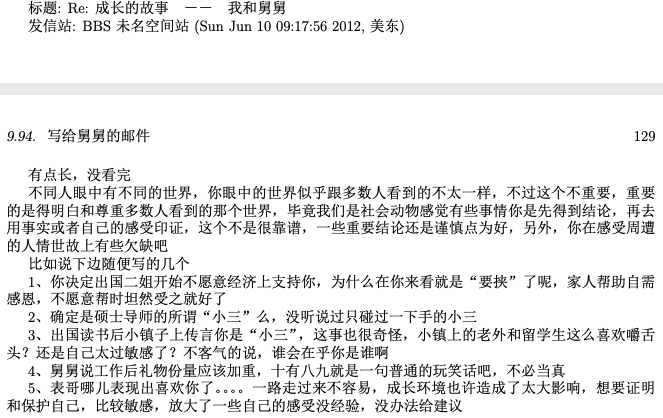 标题: Re: 成长的故事 —— 我和舅舅
发信站: BBS 未名空间站 (Sun Jun 10 09:17:56 2012, 美东)
9.94. 写给舅舅的邮件 129
有点长，没看完
不同人眼中有不同的世界，你眼中的世界似乎跟多数人看到的不太一样，不过这个不重要，重要
的是得明白和尊重多数人看到的那个世界，毕竟我们是社会动物感觉有些事情你是先得到结论，再去
用事实或者自己的感受印证，这个不是很靠谱，一些重要结论还是谨慎点为好，另外，你在感受周遭
的人情世故上有些欠缺吧
比如说下边随便写的几个
1、你决定出国二姐开始不愿意经济上支持你，为什么在你来看就是“要挟”了呢，家人帮助自需
感恩，不愿意帮时坦然受之就好了
2、确定是硕士导师的所谓“小三”么，没听说过只碰过一下手的小三
3、出国读书后小镇子上传言你是“小三”，这事也很奇怪，小镇上的老外和留学生这么喜欢嚼舌
头？还是自己太过敏感了？不客气的说，谁会在乎你是谁啊
4、舅舅说工作后礼物份量应该加重，十有八九就是一句普通的玩笑话吧，不必当真
5、表哥哪儿表现出喜欢你了。。。。一路走过来不容易，成长环境也许造成了太大影响，想要证明
和保护自己，比较敏感，放大了一些自己的感受没经验，没办法给建议